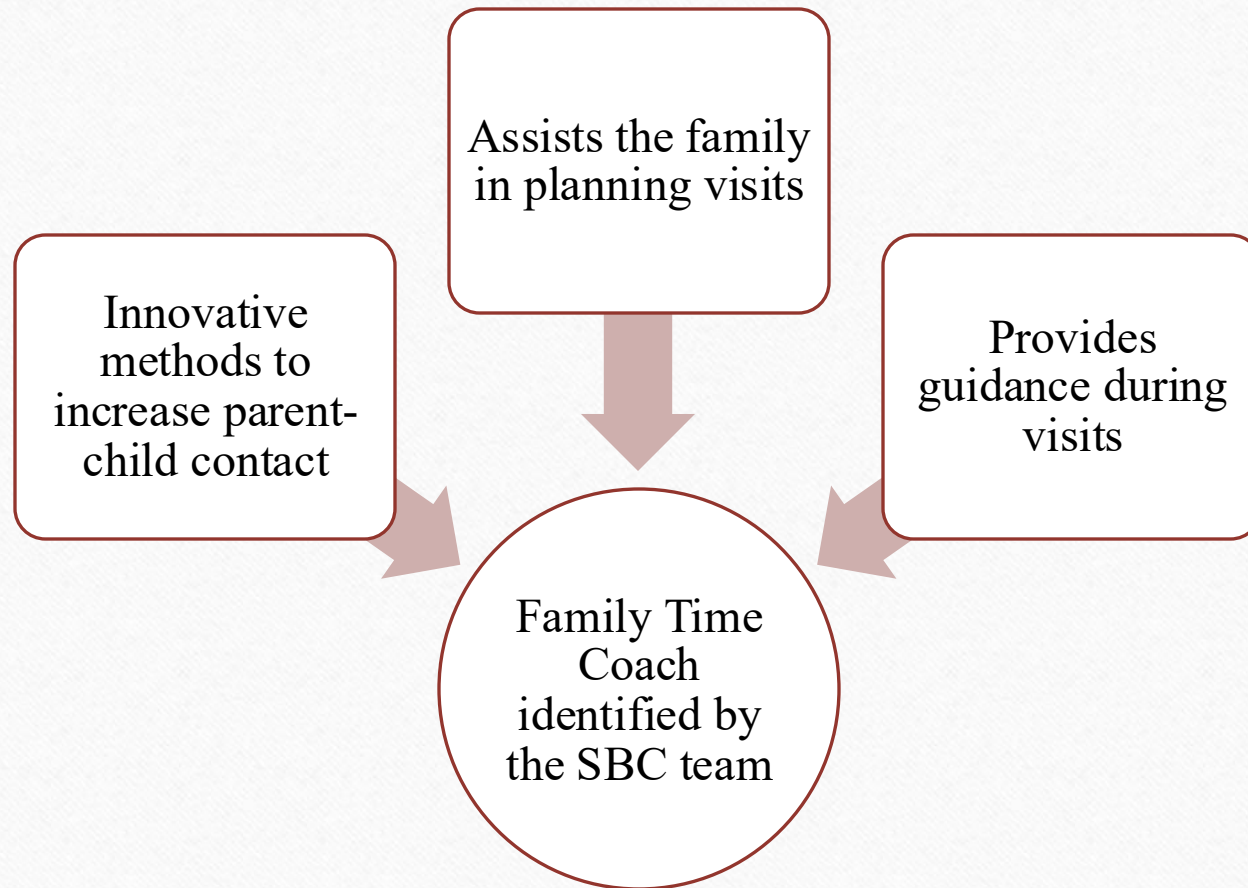 Assists the family
in planning visits
Innovative
methods to
increase parent-
child contact
Provides
guidance during
visits
Family Time
Coach
identified by
the SBC team